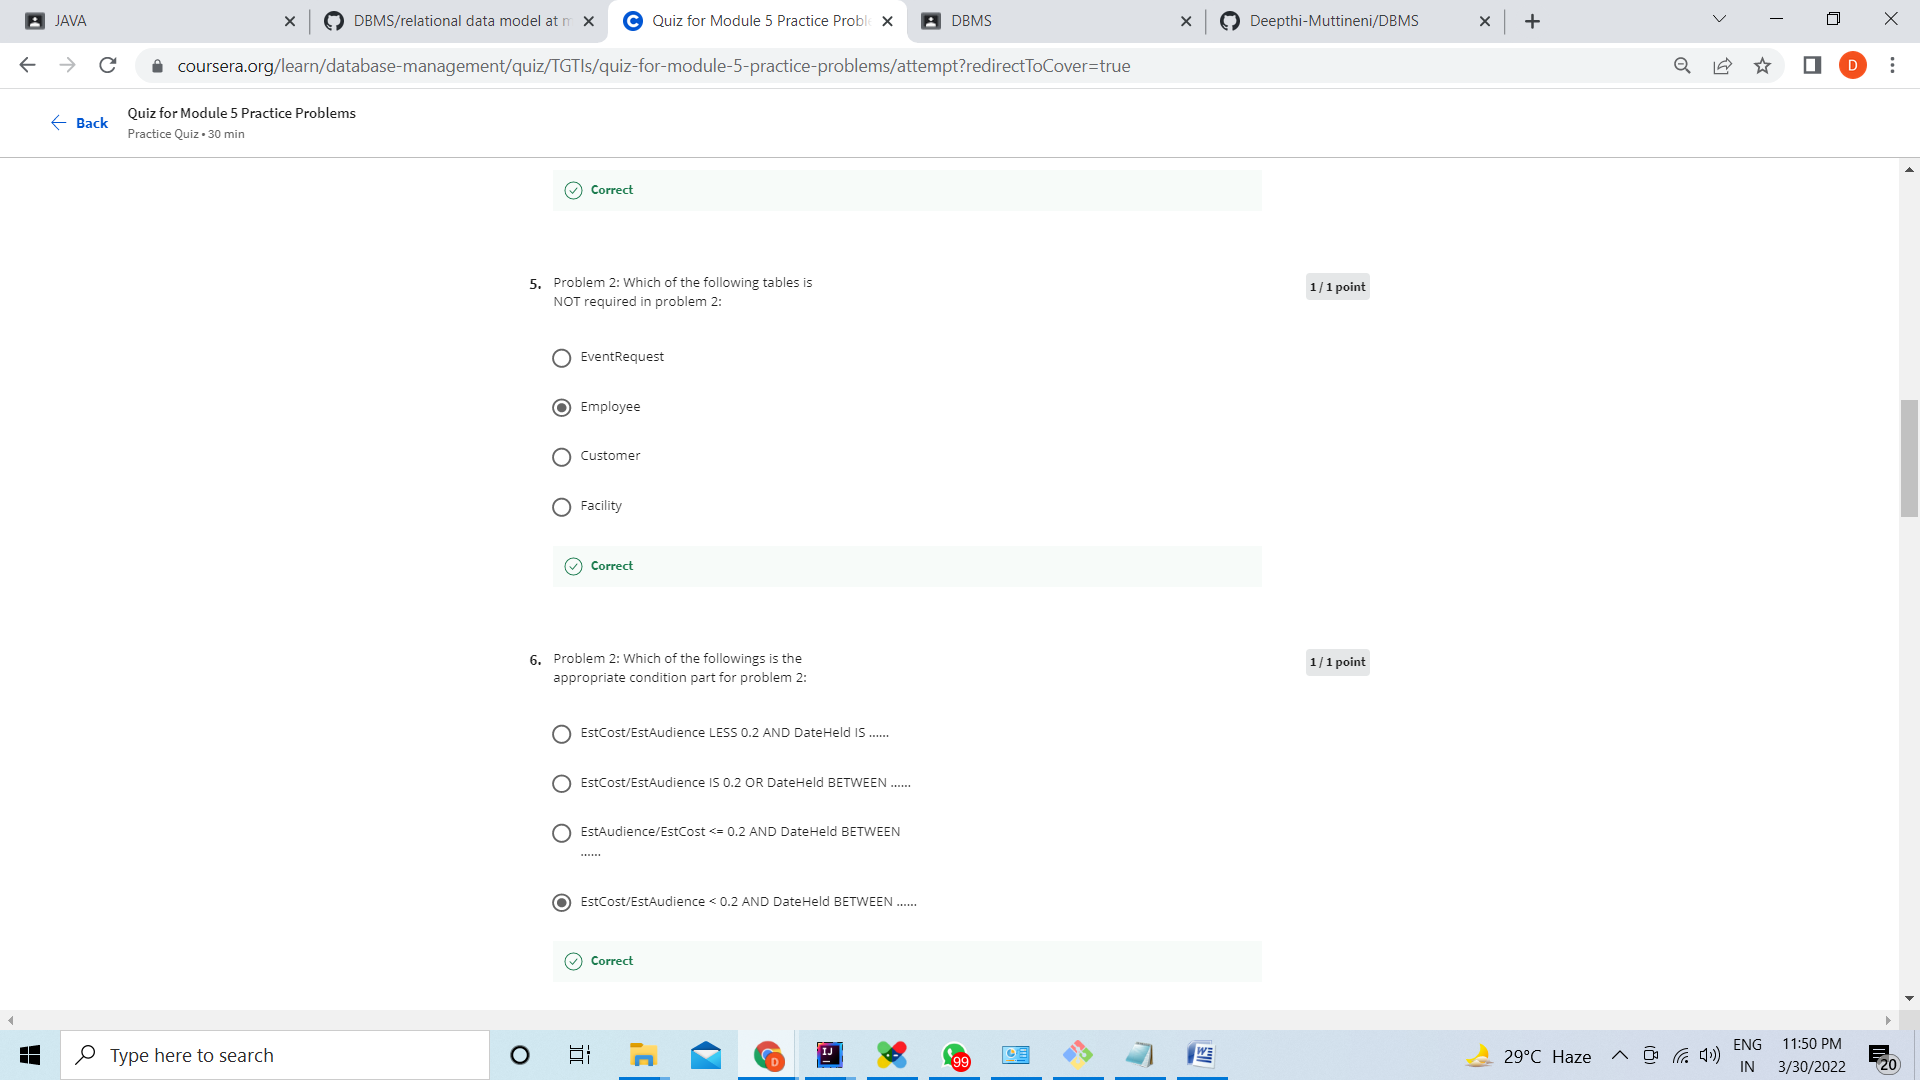 JAVA
DBMS/relational data model at m
Quiz for Module 5 Practice Proble
DBMS
Deepthi-Muttineni/DBMS
coursera.org/learn/database-management/quiz/TGTIs/quiz-for-module-5-practice-problems/attempt?redirectToCover=true
D
Back
Quiz for Module 5 Practice Problems
Practice Quiz • 30 min
Correct
5. Problem 2: Which of the following tables is
NOT required in problem 2:
1 / 1 point
EventRequest
Employee
Customer
Facility
Correct
6. Problem 2: Which of the followings is the
appropriate condition part for problem 2:
1 / 1 point
EstCost/EstAudience LESS 0.2 AND DateHeld IS ......
EstCost/EstAudience IS 0.2 OR DateHeld BETWEEN ......
EstAudience/EstCost <= 0.2 AND DateHeld BETWEEN
......
EstCost/EstAudience < 0.2 AND DateHeld BETWEEN ......
Correct
Type here to search
D
IJ
99
W
29°C Haze
ENG
IN
11:50 PM
3/30/2022
20